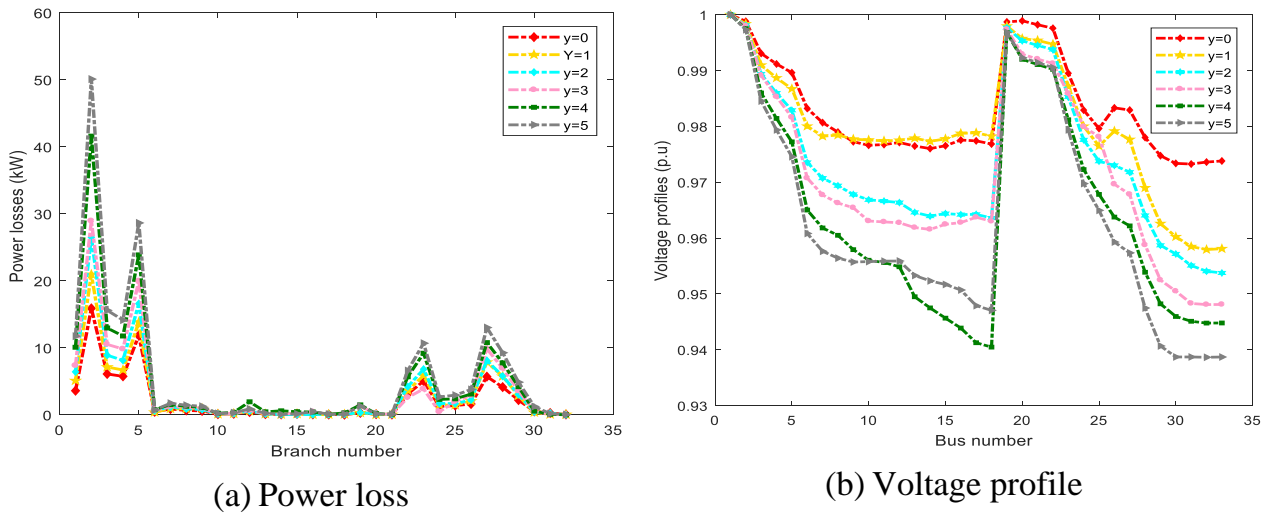 60
50
40
30
20
10
0
Power losses (kW)
0 5 10 15 20 25 30 35
Branch number
y=0
Y=1
y=2
y=3
y=4
y=5
(a) Power loss
1
0.99
0.98
0.97
0.96
0.95
0.94
0.93
Voltage profiles (p.u)
0 5 10 15 20 25 30 35
Bus number
y=0
y=1
y=2
y=3
y=4
y=5
(b) Voltage profile